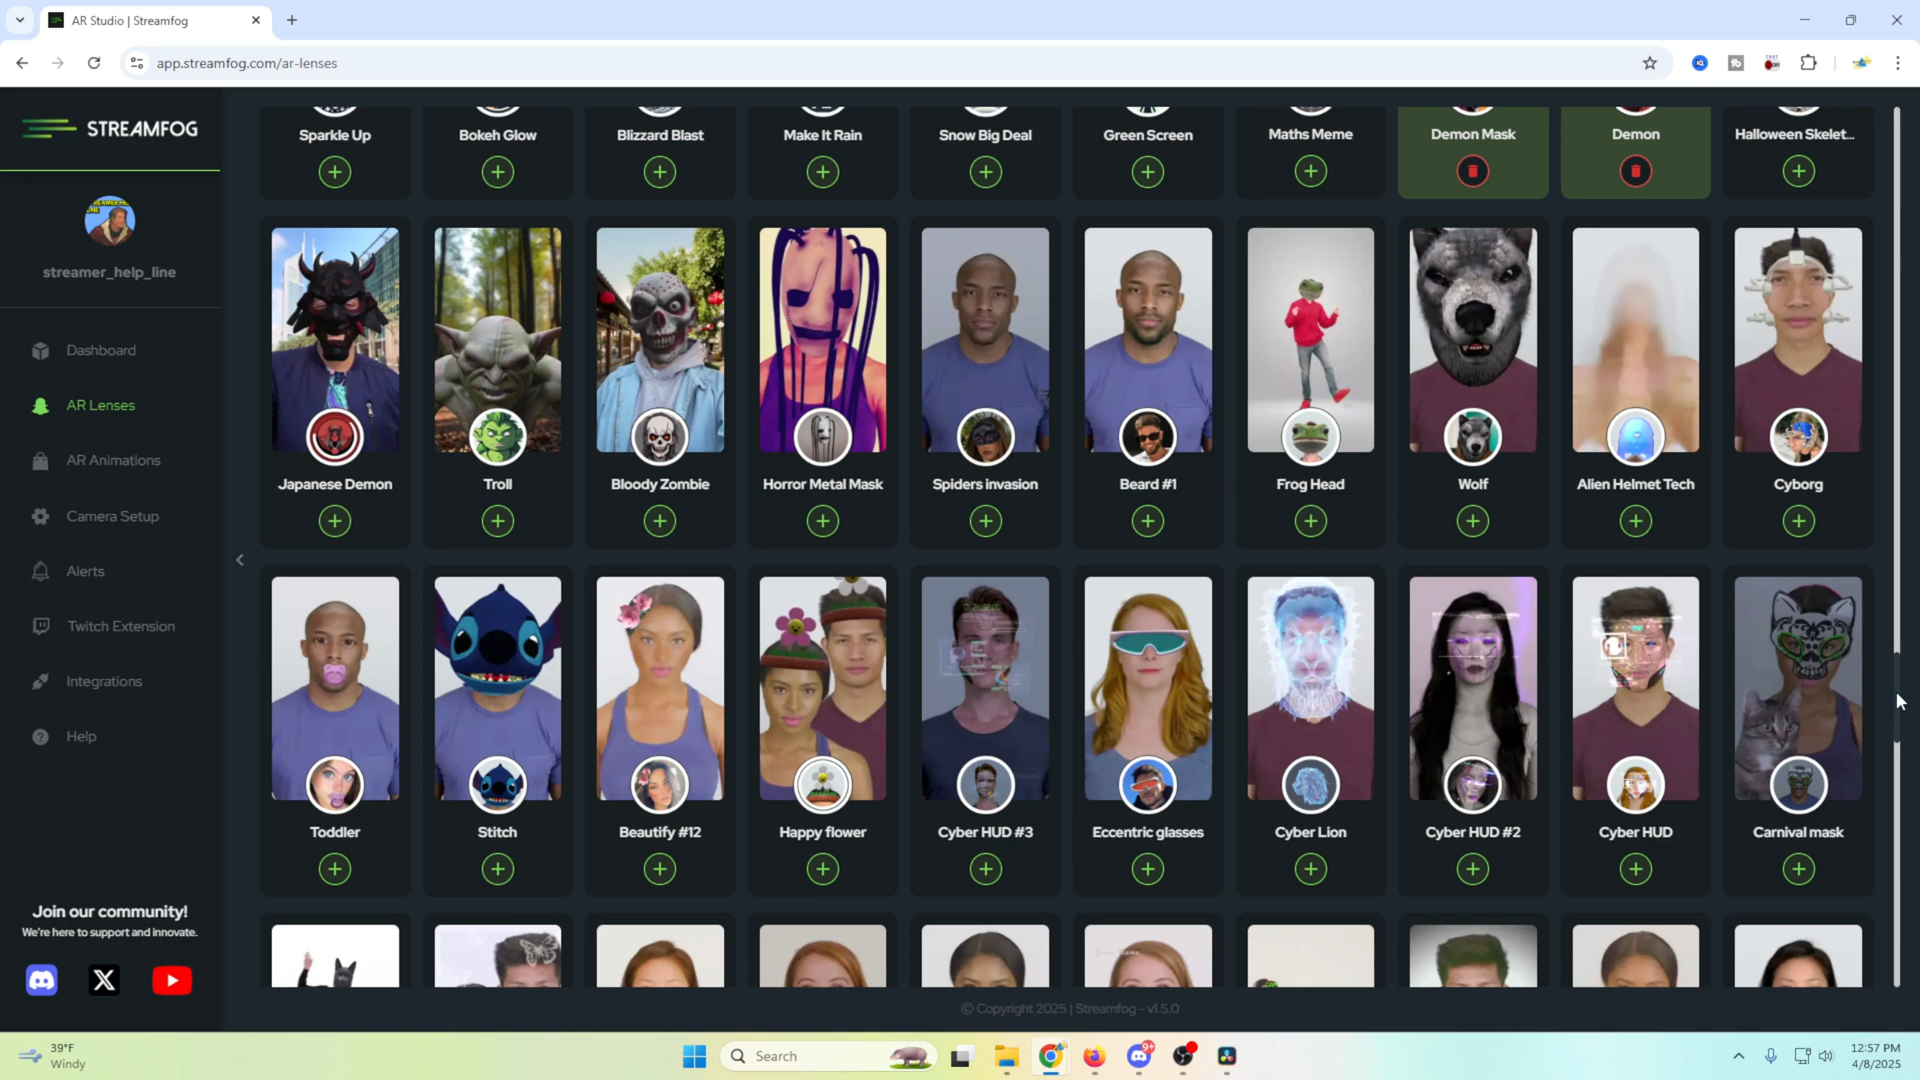 AR Studio | Streamfog
app.streamfog.com/ar-lenses
STREAMFOG
streamer_help_line
Dashboard
AR Lenses
AR Animations
Camera Setup
Alerts
Twitch Extension
Integrations
Help
Join our community!
We're here to support and innovate.
Sparkle Up
Bokeh Glow
Blizzard Blast
Make It Rain
Snow Big Deal
Green Screen
Maths Meme
Demon Mask
Demon
Halloween Skelet...
Japanese Demon
Troll
Bloody Zombie
Horror Metal Mask
Spiders invasion
Beard #1
Frog Head
Wolf
Alien Helmet Tech
Cyborg
Toddler
Stitch
Beautify #12
Happy flower
Cyber HUD #3
Eccentric glasses
Cyber Lion
Cyber HUD #2
Cyber HUD
Carnival mask
© Copyright 2025 | Streamfog - v1.5.0
39°F
Windy
Search
9+
12:57 PM
4/8/2025